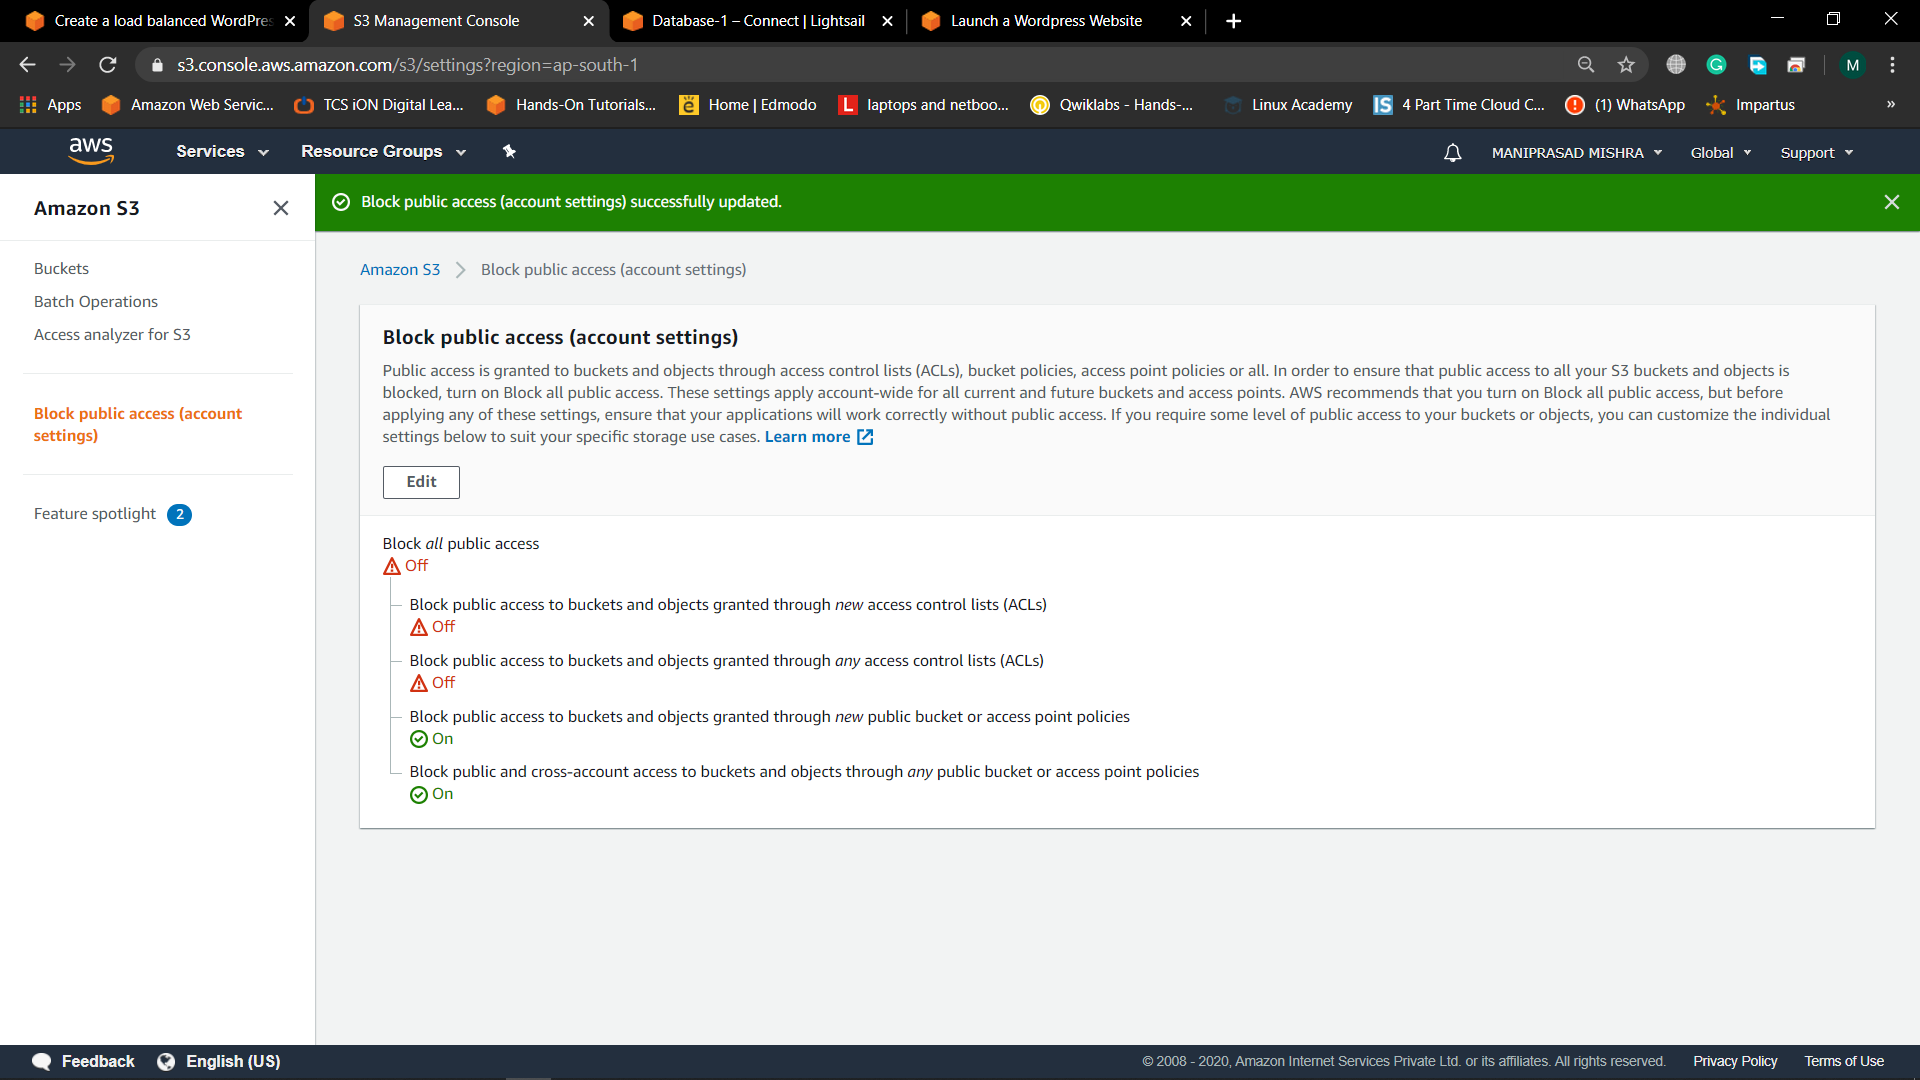 Create a load balanced WordPres
S3 Management Console
Database-1 – Connect | Lightsail
Launch a Wordpress Website
s3.console.aws.amazon.com/s3/settings?region=ap-south-1
M
Apps
Amazon Web Servic...
TCS iON Digital Lea...
Hands-On Tutorials...
Home | Edmodo
L laptops and netboo...
Qwiklabs - Hands-...
Linux Academy
IS 4 Part Time Cloud C...
(1) WhatsApp
Impartus
»
aws
Services
Resource Groups
MANIPRASAD MISHRA
Global
Support
Amazon S3
Block public access (account settings) successfully updated.
Buckets
Batch Operations
Access analyzer for S3
Block public access (account
settings)
Feature spotlight 2
Amazon S3
Block public access (account settings)
Block public access (account settings)
Public access is granted to buckets and objects through access control lists (ACLs), bucket policies, access point policies or all. In order to ensure that public access to all your S3 buckets and objects is
blocked, turn on Block all public access. These settings apply account-wide for all current and future buckets and access points. AWS recommends that you turn on Block all public access, but before
applying any of these settings, ensure that your applications will work correctly without public access. If you require some level of public access to your buckets or objects, you can customize the individual
settings below to suit your specific storage use cases. Learn more
Edit
Block all public access
Off
Block public access to buckets and objects granted through new access control lists (ACLs)
Off
Block public access to buckets and objects granted through any access control lists (ACLs)
Off
Block public access to buckets and objects granted through new public bucket or access point policies
On
Block public and cross-account access to buckets and objects through any public bucket or access point policies
On
Feedback
English (US)
© 2008 - 2020, Amazon Internet Services Private Ltd. or its affiliates. All rights reserved.
Privacy Policy
Terms of Use